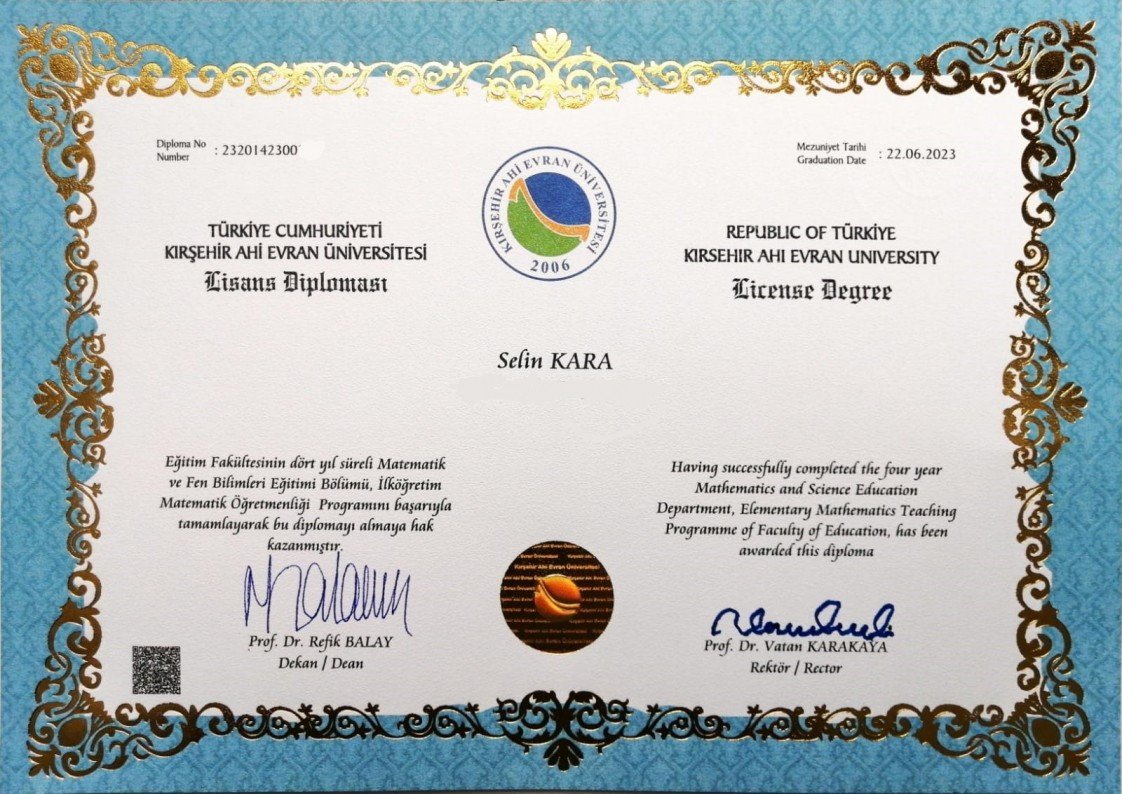 Diploma No
Number : 2320142300
Mezuniyet Tarihi
Graduation Date : 22.06.2023
KIRŞEHİR AHİ EVRAN ÜNİVERSİTESİ
2006
TÜRKİYE CUMHURİYETİ
KIRŞEHİR AHİ EVRAN ÜNİVERSİTESİ
Lisans Diploması
REPUBLIC OF TÜRKİYE
KIRSEHIR AHI EVRAN UNIVERSITY
License Degree
Selin KARA
Eğitim Fakültesinin dört yıl süreli Matematik
ve Fen Bilimleri Eğitimi Bölümü, İlköğretim
Matematik Öğretmenliği Programını başarıyla
tamamlayarak bu diplomayı almaya hak
kazanmıştır.
Having successfully completed the four year
Mathematics and Science Education
Department, Elementary Mathematics Teaching
Programme of Faculty of Education, has been
awarded this diploma
Kırşehir Ahi Evran Üniversitesi
Prof. Dr. Refik BALAY
Dekan / Dean
Prof. Dr. Vatan KARAKAYA
Rektör / Rector